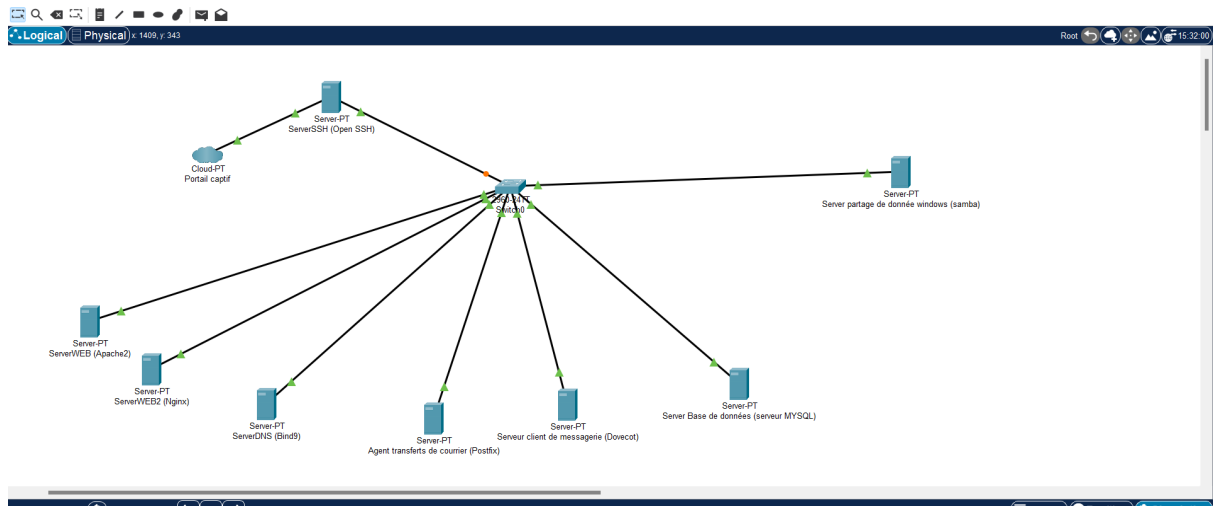 Logical
Physical x: 1409, y: 343
Root
15:32:00
Server-PT
ServerSSH (Open SSH)
Cloud-PT
Portail captif
2960-24TT
Switch0
Server-PT
Server partage de donnée windows (samba)
Server-PT
ServerWEB (Apache2)
Server-PT
ServerWEB2 (Nginx)
Server-PT
ServerDNS (Bind9)
Server-PT
Agent transferts de courrier (Postfix)
Server-PT
Serveur client de messagerie (Dovecot)
Server-PT
Server Base de données (serveur MYSQL)